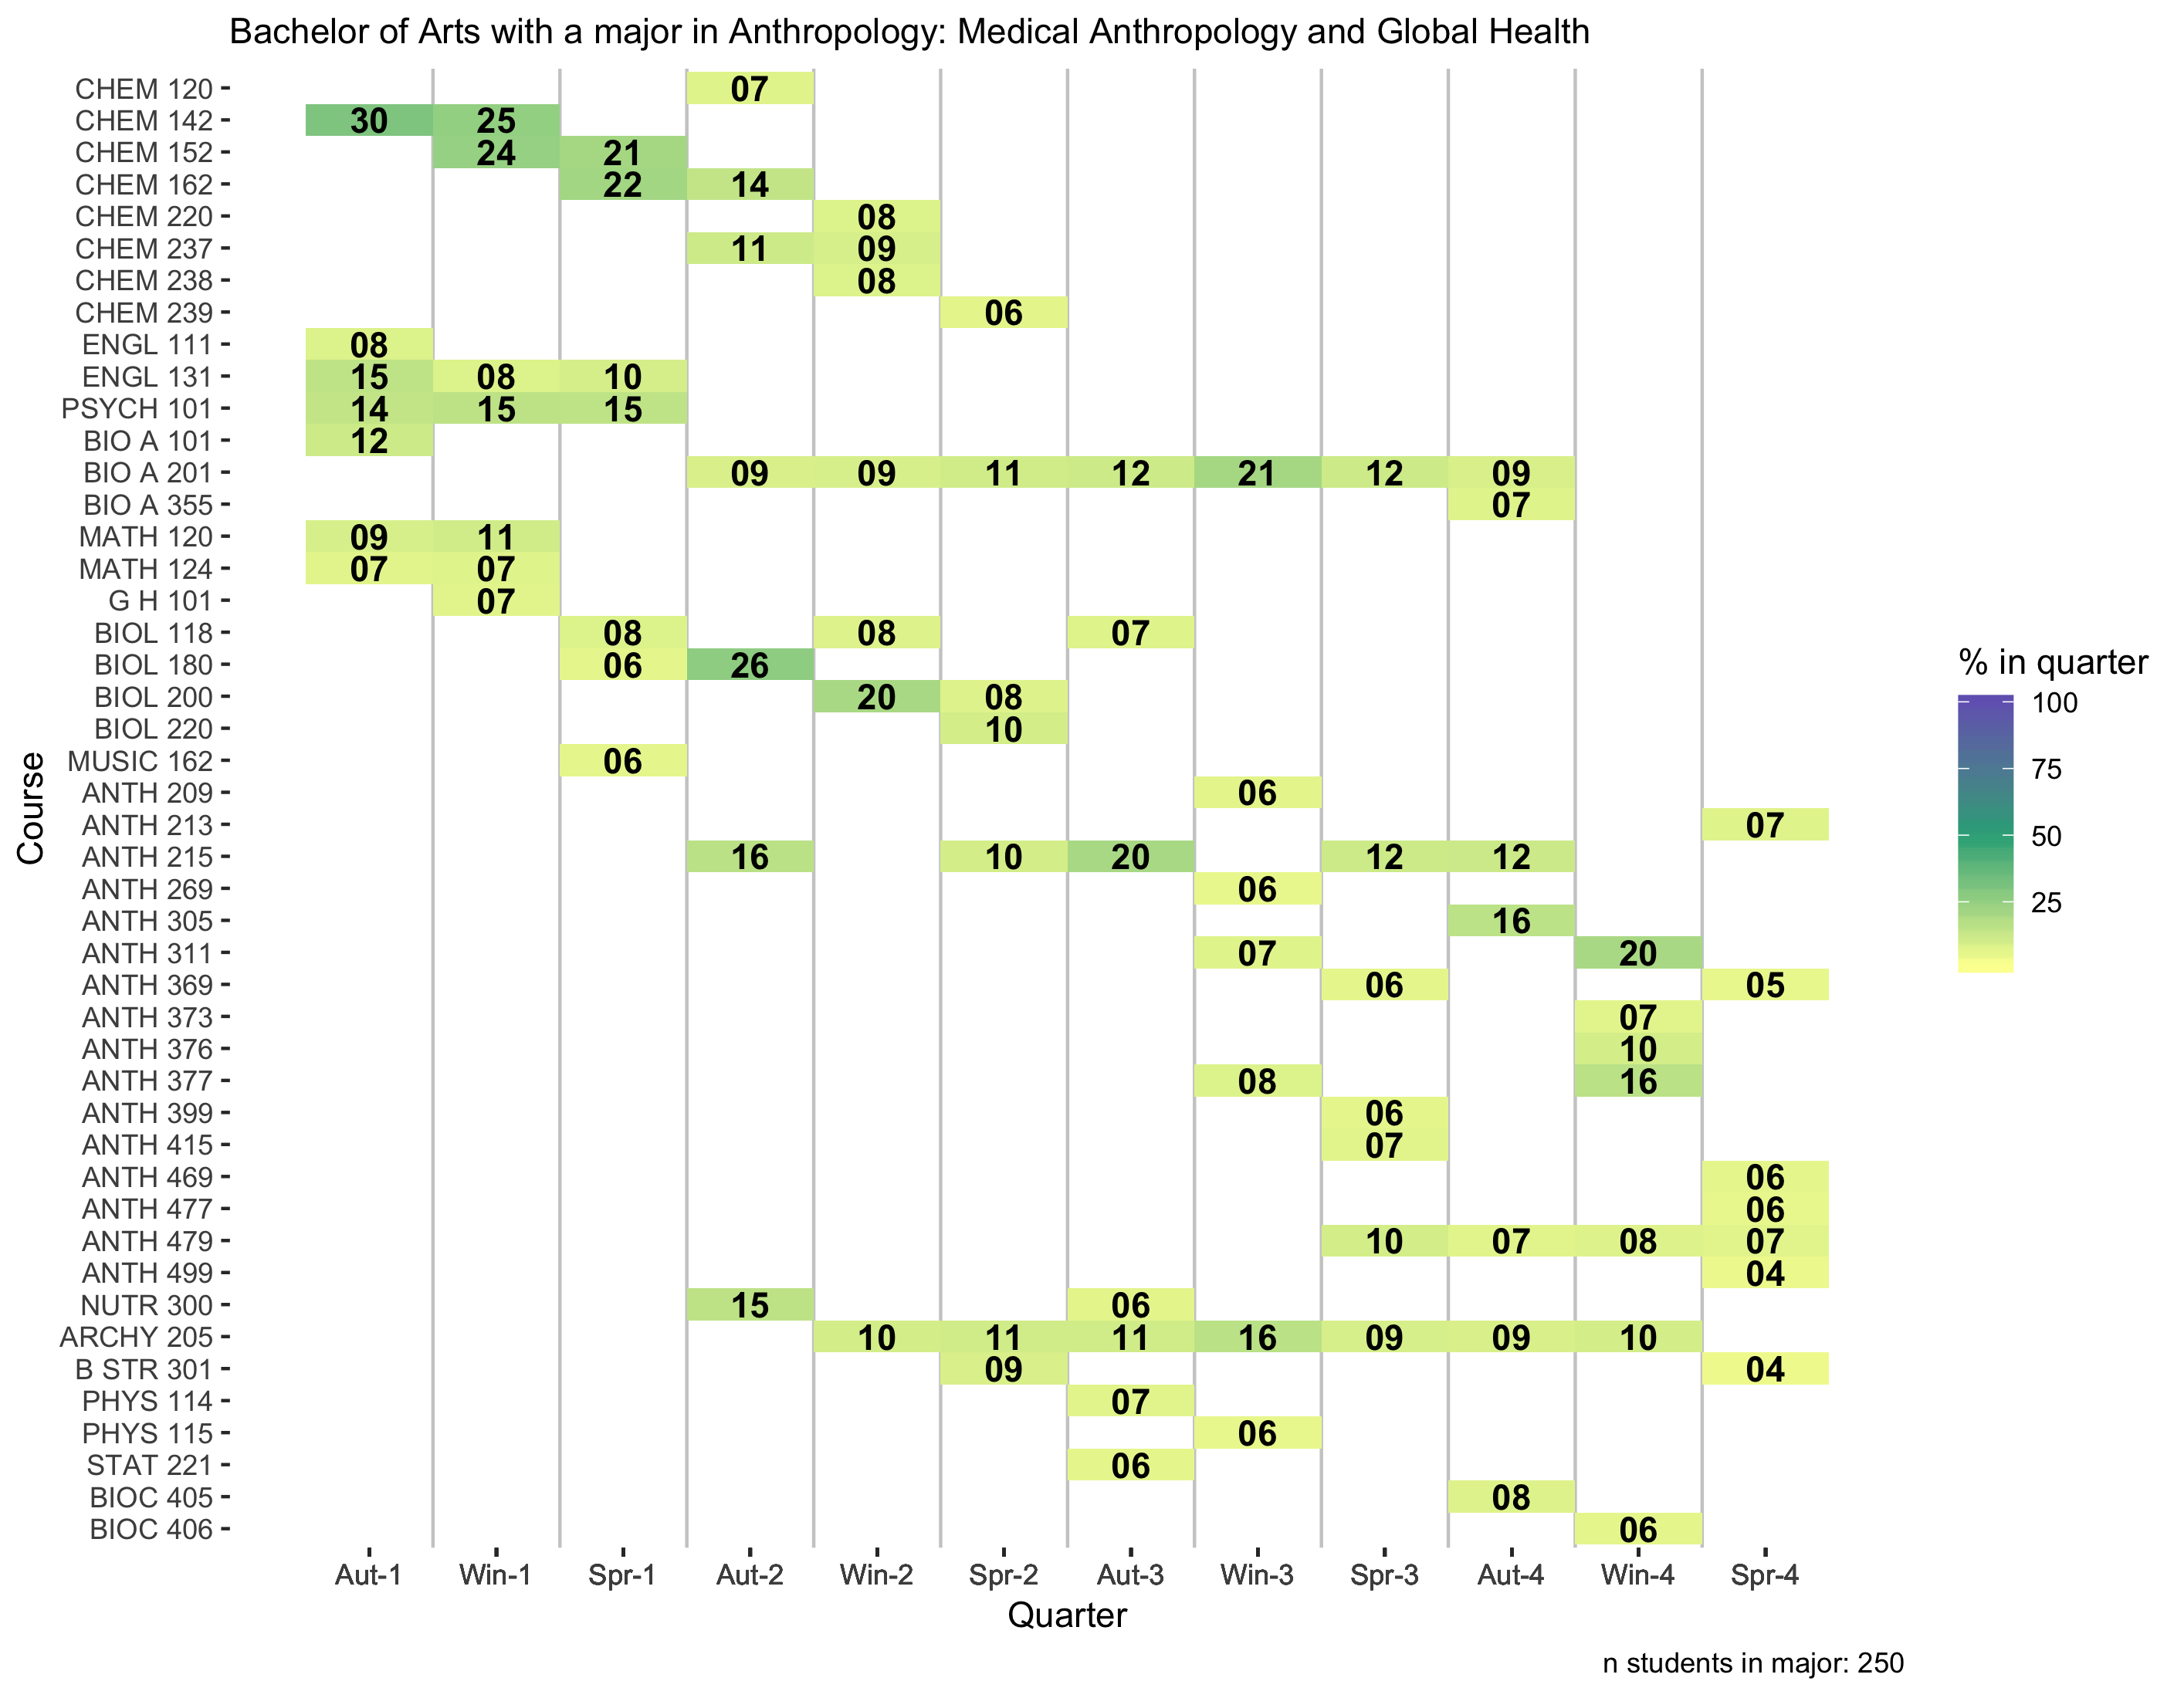 Bachelor of Arts with a major in Anthropology: Medical Anthropology and Global Health
CHEM 120 07
CHEM 142 30 25
CHEM 152 24 21
CHEM 162 22 14
CHEM 220 08
CHEM 237 11 09
CHEM 238 08
CHEM 239 06
ENGL 111 08
ENGL 131 15 08 10
PSYCH 101 14 15 15
BIO A 101 12
BIO A 201 09 09 11 12 21 12 09
BIO A 355 07
MATH 120 09 11
MATH 124 07 07
G H 101 07
BIOL 118 08 08 07
BIOL 180 06 26
BIOL 200 20 08
BIOL 220 10
MUSIC 162 06
ANTH 209 06
ANTH 213 07
ANTH 215 16 10 20 12 12
ANTH 269 06
ANTH 305 16
ANTH 311 07 20
ANTH 369 06 05
ANTH 373 07
ANTH 376 10
ANTH 377 08 16
ANTH 399 06
ANTH 415 07
ANTH 469 06
ANTH 477 06
ANTH 479 10 07 08 07
ANTH 499 04
NUTR 300 15 06
ARCHY 205 10 11 11 16 09 09 10
B STR 301 09 04
PHYS 114 07
PHYS 115 06
STAT 221 06
BIOC 405 08
BIOC 406 06
Course
Aut-1 Win-1 Spr-1 Aut-2 Win-2 Spr-2 Aut-3 Win-3 Spr-3 Aut-4 Win-4 Spr-4
Quarter
% in quarter
100
75
50
25
n students in major: 250